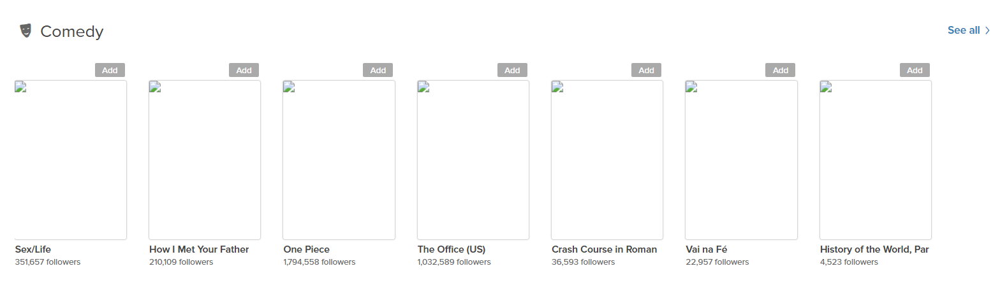 Comedy
See all
Add Add Add Add Add Add Add
Sex/Life How I Met Your Father One Piece The Office (US) Crash Course in Roman Vai na Fé History of the World, Par
351,657 followers 210,109 followers 1,794,558 followers 1,032,589 followers 36,593 followers 22,957 followers 4,523 followers